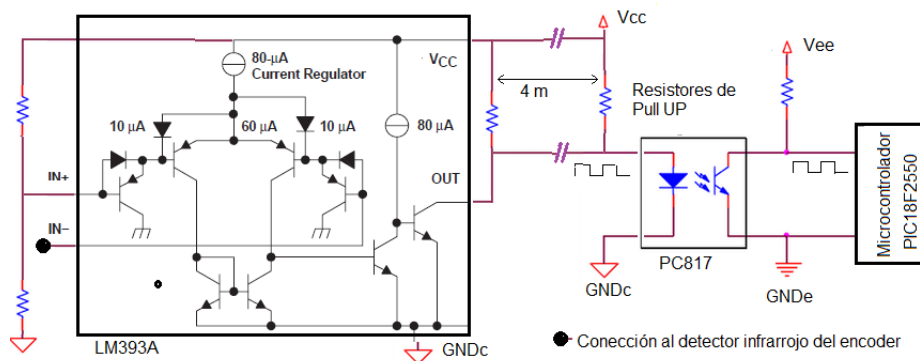 80-μA
Current Regulator
VCC
10 μA
60 μA
10 μA
80 μA
IN+
IN−
OUT
LM393A
GNDc
4 m
Vcc
Resistores de
Pull UP
Vee
GNDc
PC817
GNDe
Microcontrolador
PIC18F2550
Conección al detector infrarrojo del encoder